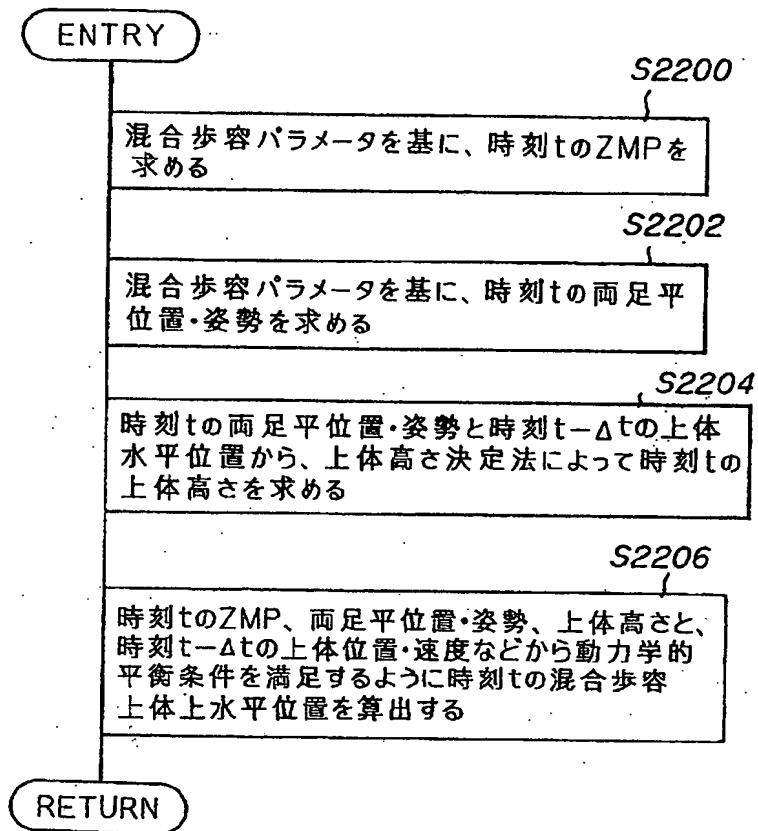 ENTRY
S2200
混合歩容パラメータを基に、時刻tのZMPを
求める
S2202
混合歩容パラメータを基に、時刻tの両足平
位置・姿勢を求める
S2204
時刻tの両足平位置・姿勢と時刻t-Δtの上体
水平位置から、上体高さ決定法によって時刻tの
上体高さを求める
S2206
時刻tのZMP、両足平位置・姿勢、上体高さと、
時刻t-Δtの上体位置・速度などから動力学的
平衡条件を満足するように時刻tの混合歩容
上体上水平位置を算出する
RETURN